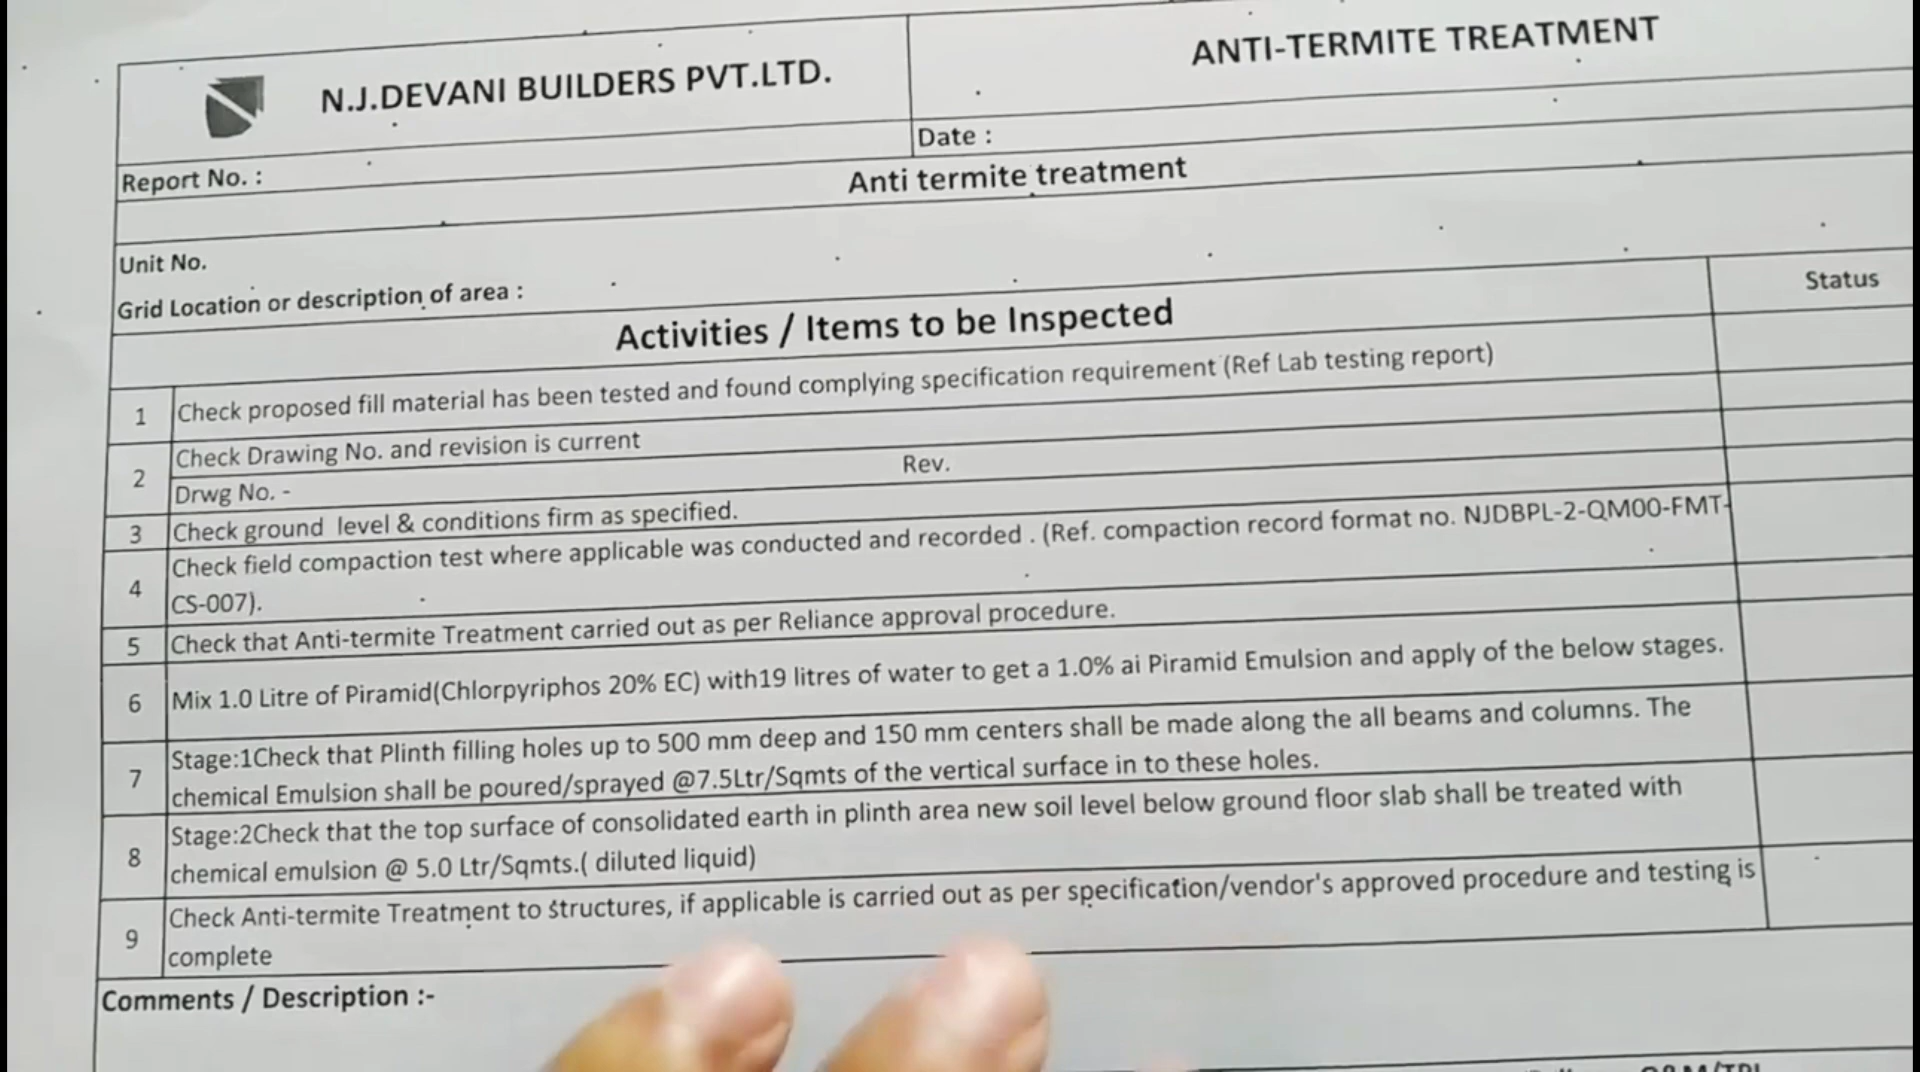 N.J.DEVANI BUILDERS PVT.LTD.
ANTI-TERMITE TREATMENT
Report No. :
Date :
Anti termite treatment
Unit No.
Grid Location or description of area :
Activities / Items to be Inspected
Status
1 Check proposed fill material has been tested and found complying specification requirement (Ref Lab testing report)
2 Check Drawing No. and revision is current
Drwg No. - Rev.
3 Check ground level & conditions firm as specified.
4 Check field compaction test where applicable was conducted and recorded . (Ref. compaction record format no. NJDBPL-2-QM00-FMT-
CS-007).
5 Check that Anti-termite Treatment carried out as per Reliance approval procedure.
6 Mix 1.0 Litre of Piramid(Chlorpyriphos 20% EC) with19 litres of water to get a 1.0% ai Piramid Emulsion and apply of the below stages.
7 Stage:1Check that Plinth filling holes up to 500 mm deep and 150 mm centers shall be made along the all beams and columns. The
chemical Emulsion shall be poured/sprayed @7.5Ltr/Sqmts of the vertical surface in to these holes.
8 Stage:2Check that the top surface of consolidated earth in plinth area new soil level below ground floor slab shall be treated with
chemical emulsion @ 5.0 Ltr/Sqmts.( diluted liquid)
9 Check Anti-termite Treatment to structures, if applicable is carried out as per specification/vendor's approved procedure and testing is
complete
Comments / Description :-